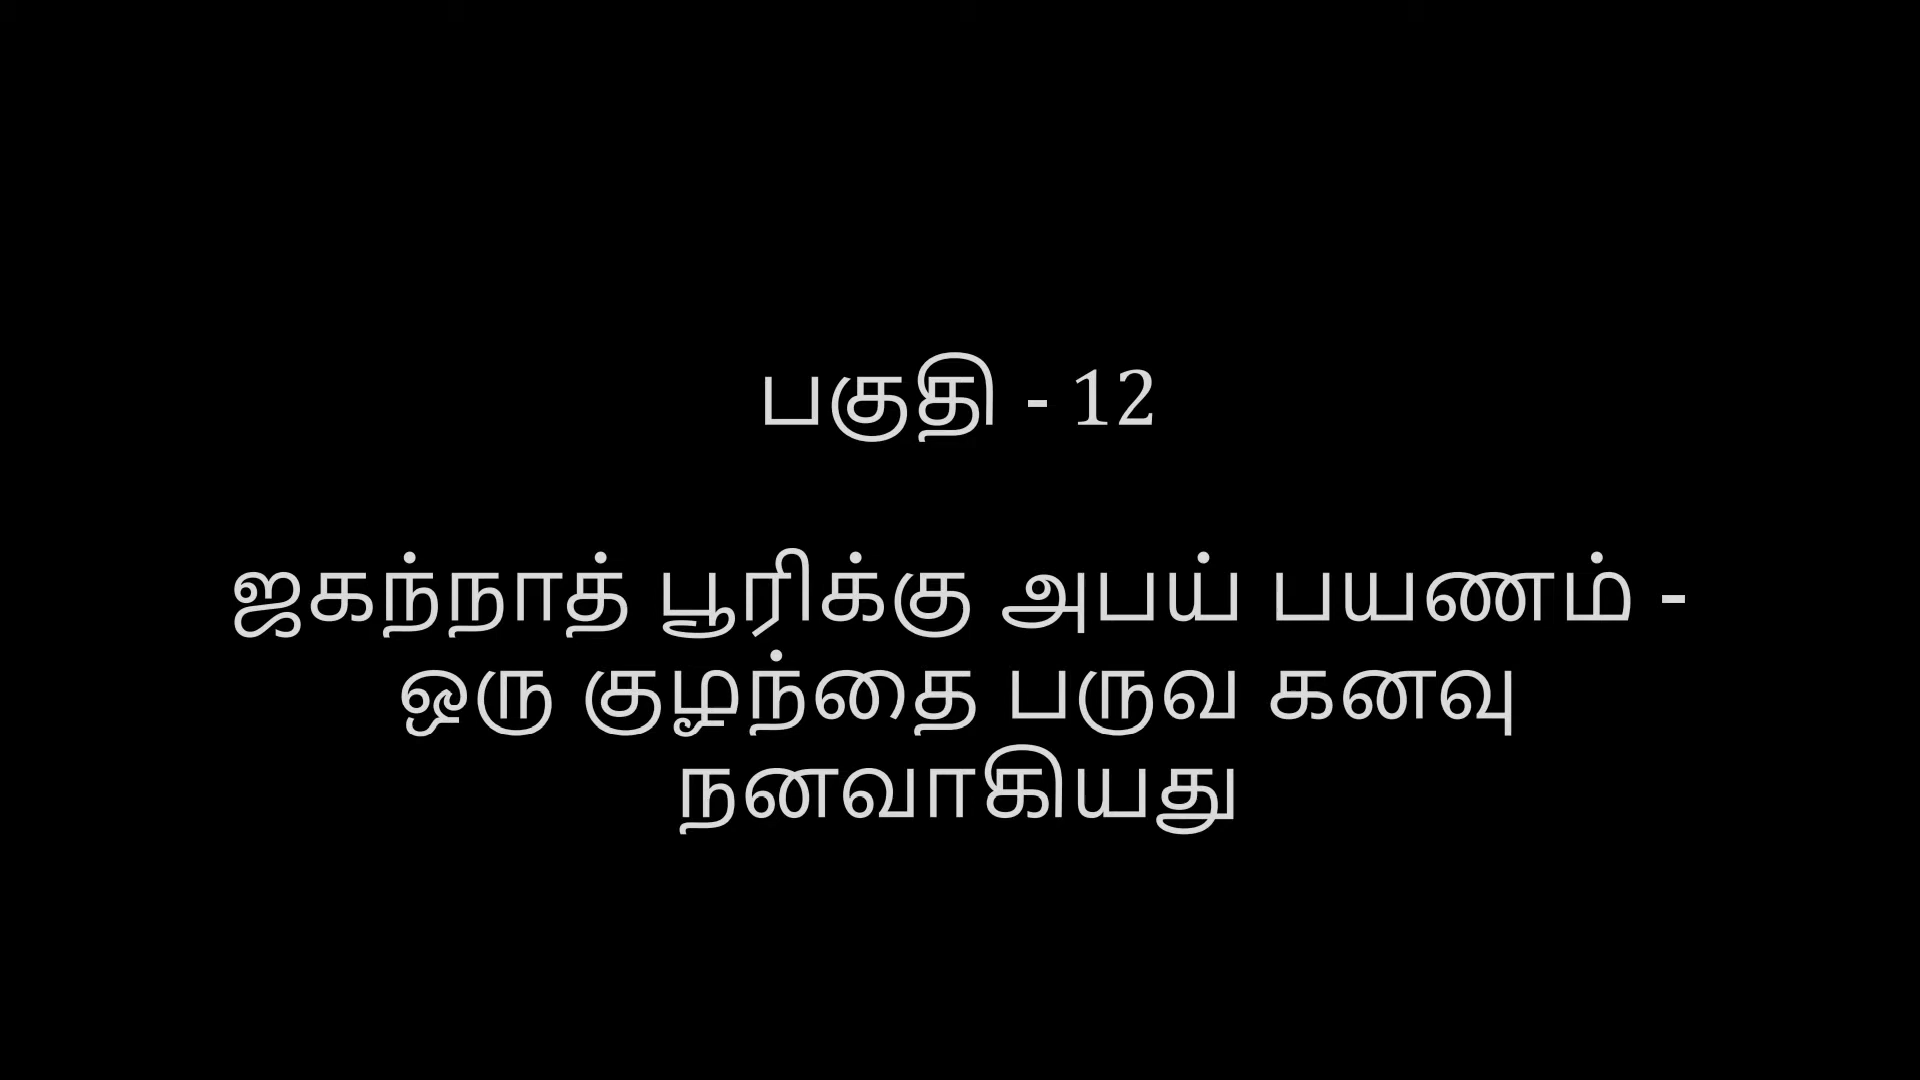 பகுதி - 12
ஜகந்நாத் பூரிக்கு அபய் பயணம் -
ஒரு குழந்தை பருவ கனவு
நனவாகியது